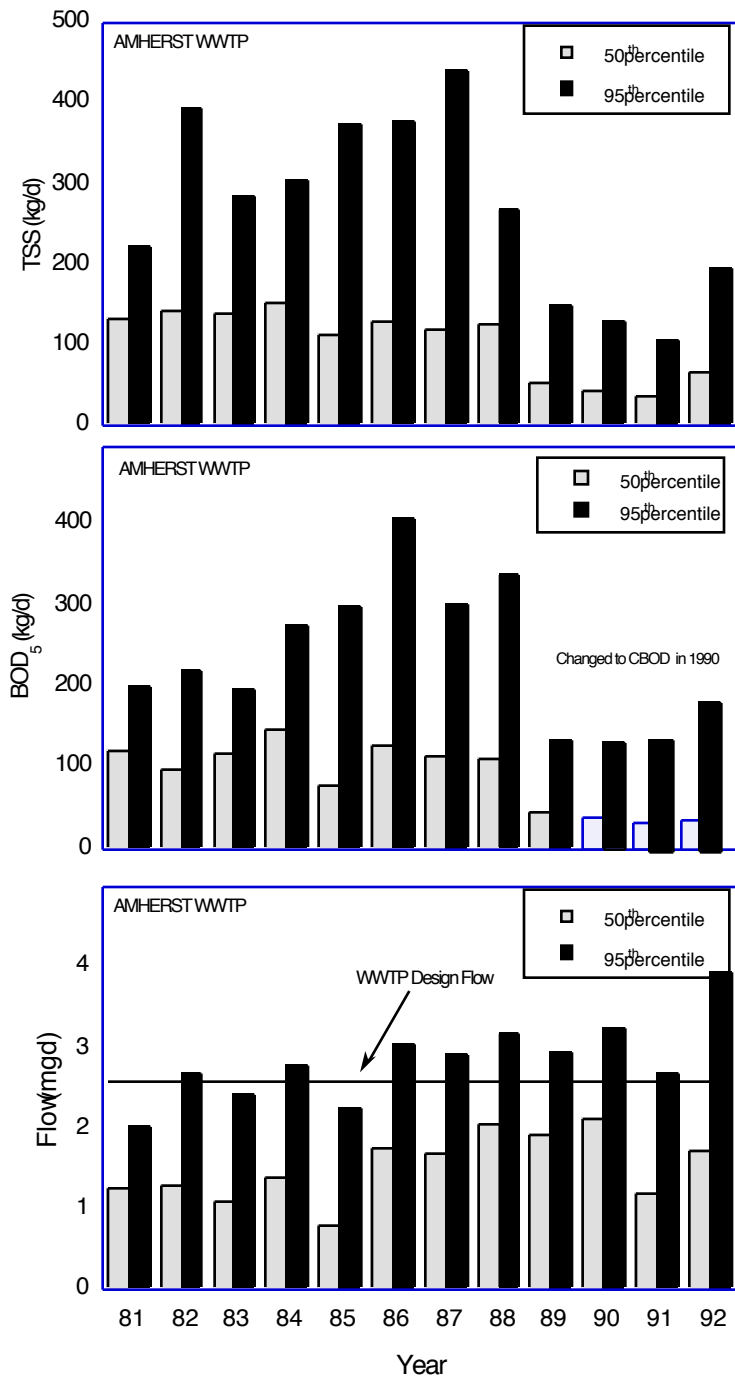 500
AMHERST WWTP
50th percentile
95th percentile
400
300
200
100
0
TSS (kg/d)
AMHERST WWTP
50th percentile
95th percentile
400
300
200
100
0
BOD5 (kg/d)
Changed to CBOD in 1990
AMHERST WWTP
50th percentile
95th percentile
WWTP Design Flow
4
3
2
1
0
Flow(mgd)
81 82 83 84 85 86 87 88 89 90 91 92
Year